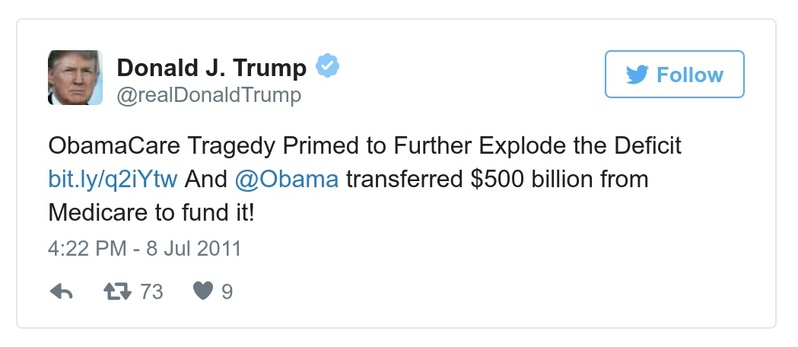 Donald J. Trump
@realDonaldTrump
Follow
ObamaCare Tragedy Primed to Further Explode the Deficit
bit.ly/q2iYtw And @Obama transferred $500 billion from
Medicare to fund it!
4:22 PM - 8 Jul 2011
73 9